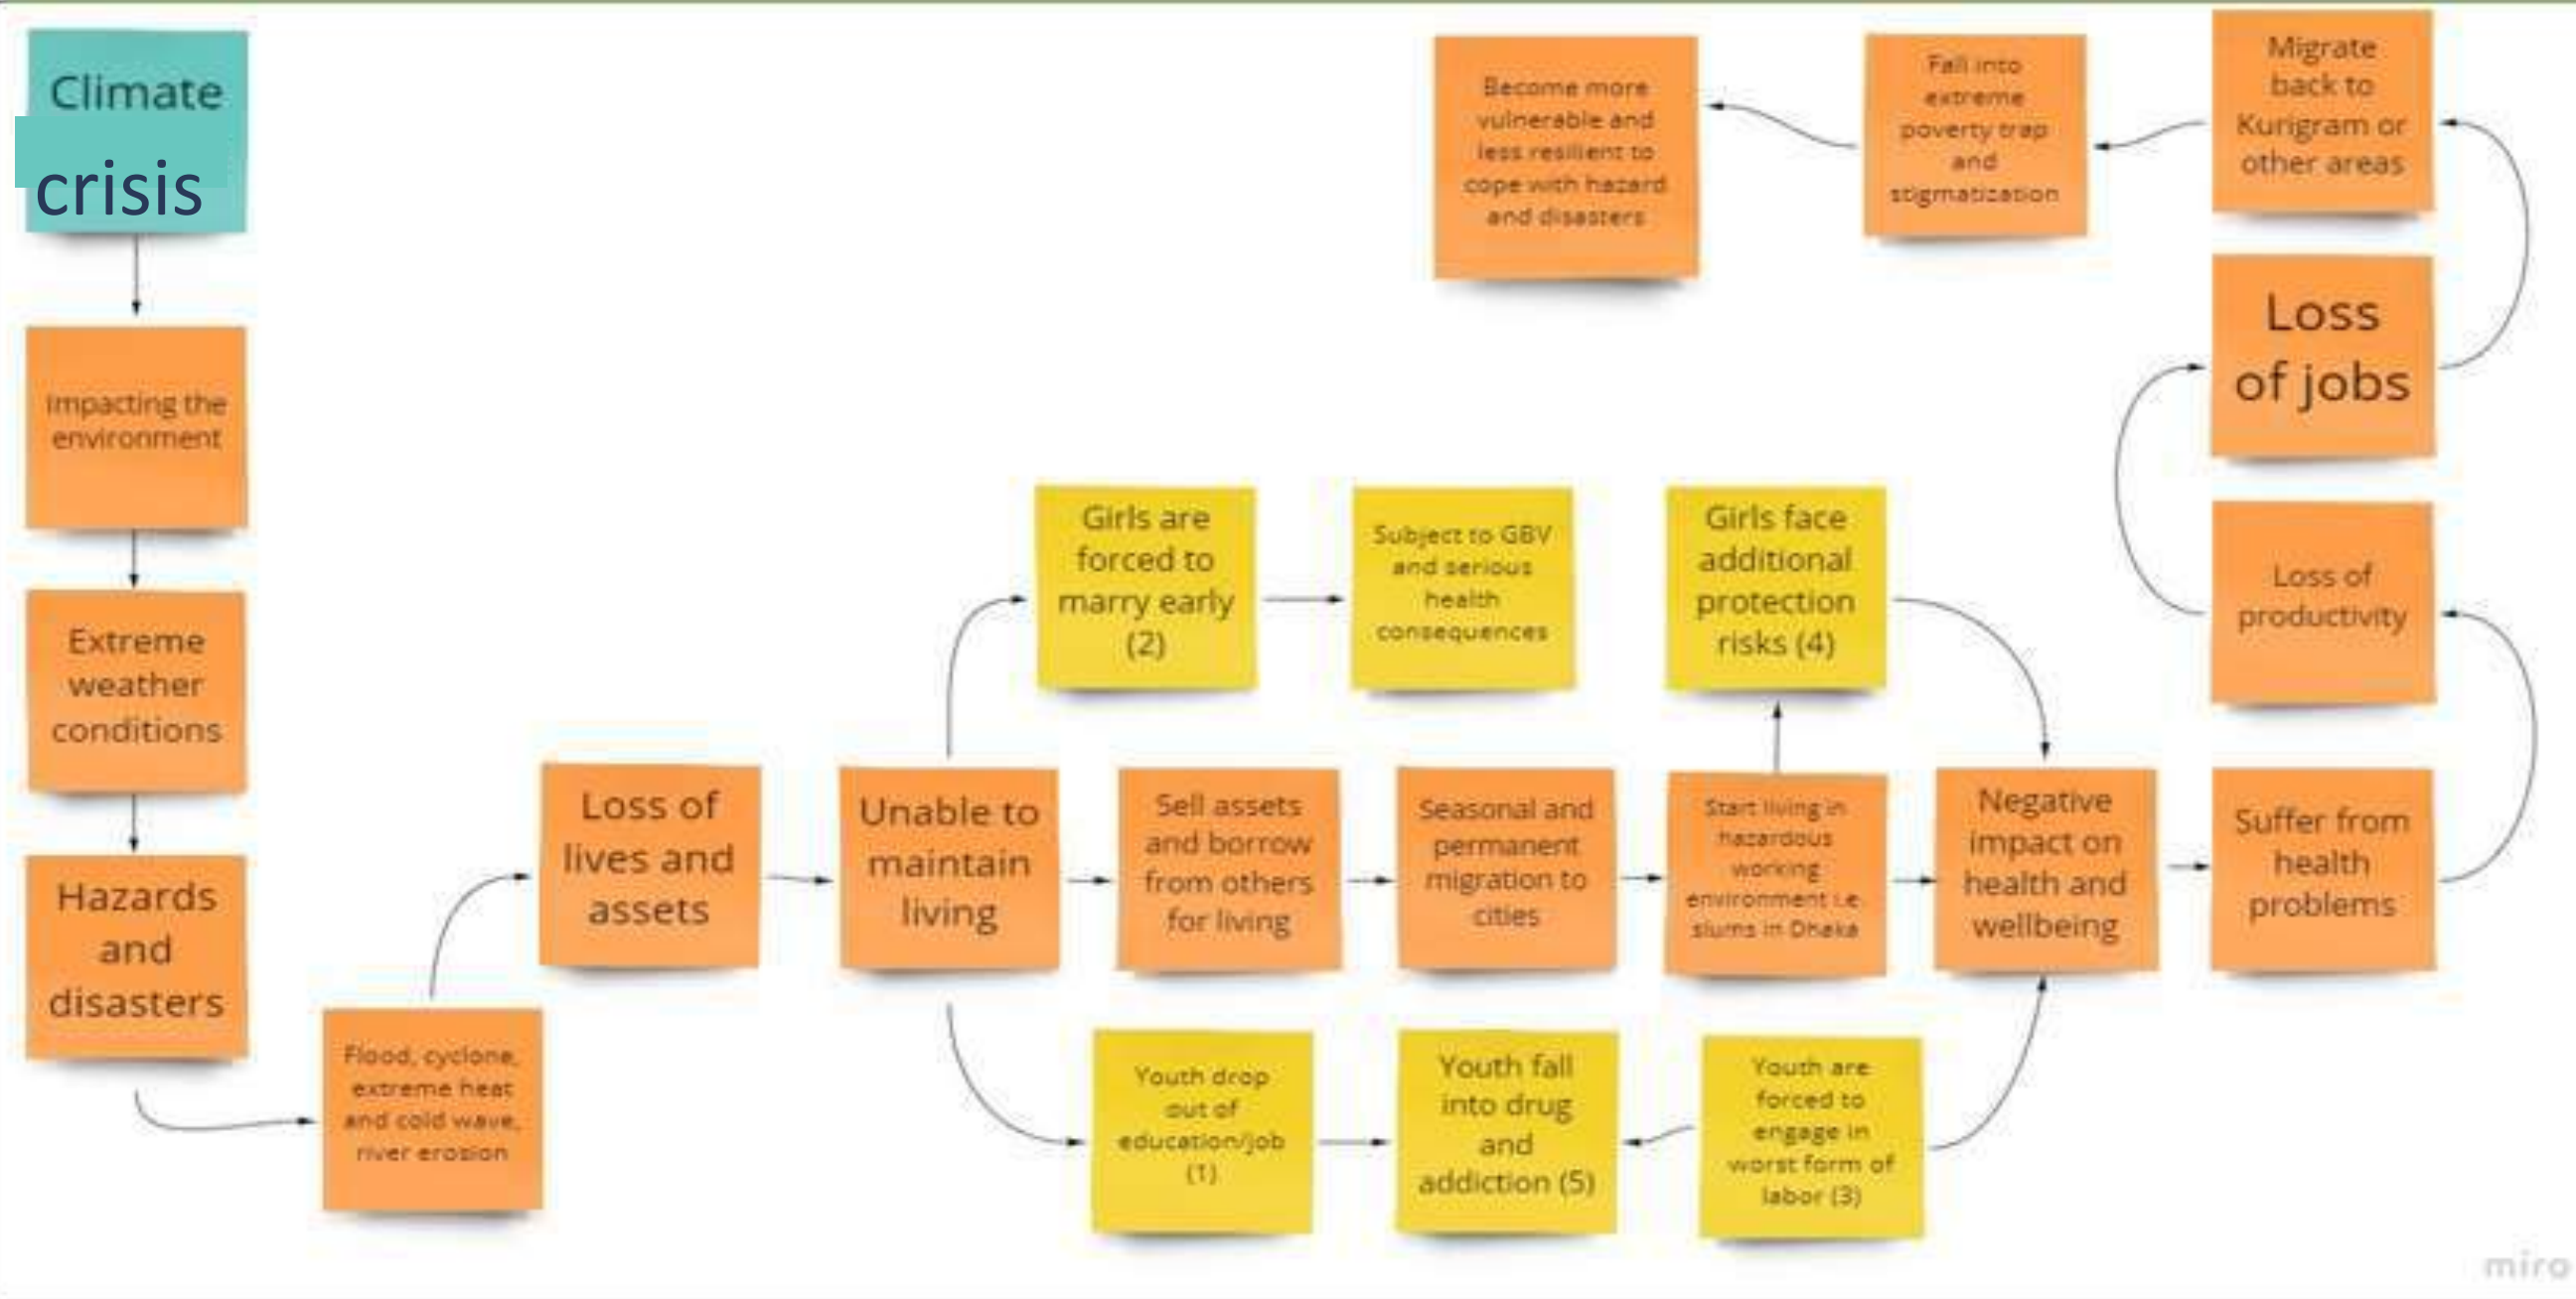 Climate
crisis
Impacting the
environment
Extreme
weather
conditions
Hazards
and
disasters
Flood, cyclone,
extreme heat
and cold wave,
river erosion
Loss of
lives and
assets
Unable to
maintain
living
Girls are
forced to
marry early
(2)
Subject to GBV
and serious
health
consequences
Sell assets
and borrow
from others
for living
Seasonal and
permanent
migration to
cities
Start living in
hazardous
working
environment i.e.
slums in Dhaka
Girls face
additional
protection
risks (4)
Youth drop
out of
education/job
(1)
Youth fall
into drug
and
addiction (5)
Youth are
forced to
engage in
worst form of
labor (3)
Negative
impact on
health and
wellbeing
Suffer from
health
problems
Loss of
productivity
Loss
of jobs
Migrate
back to
Kurigram or
other areas
Fall into
extreme
poverty trap
and
stigmatization
Become more
vulnerable and
less resilient to
cope with hazard
and disasters
miro